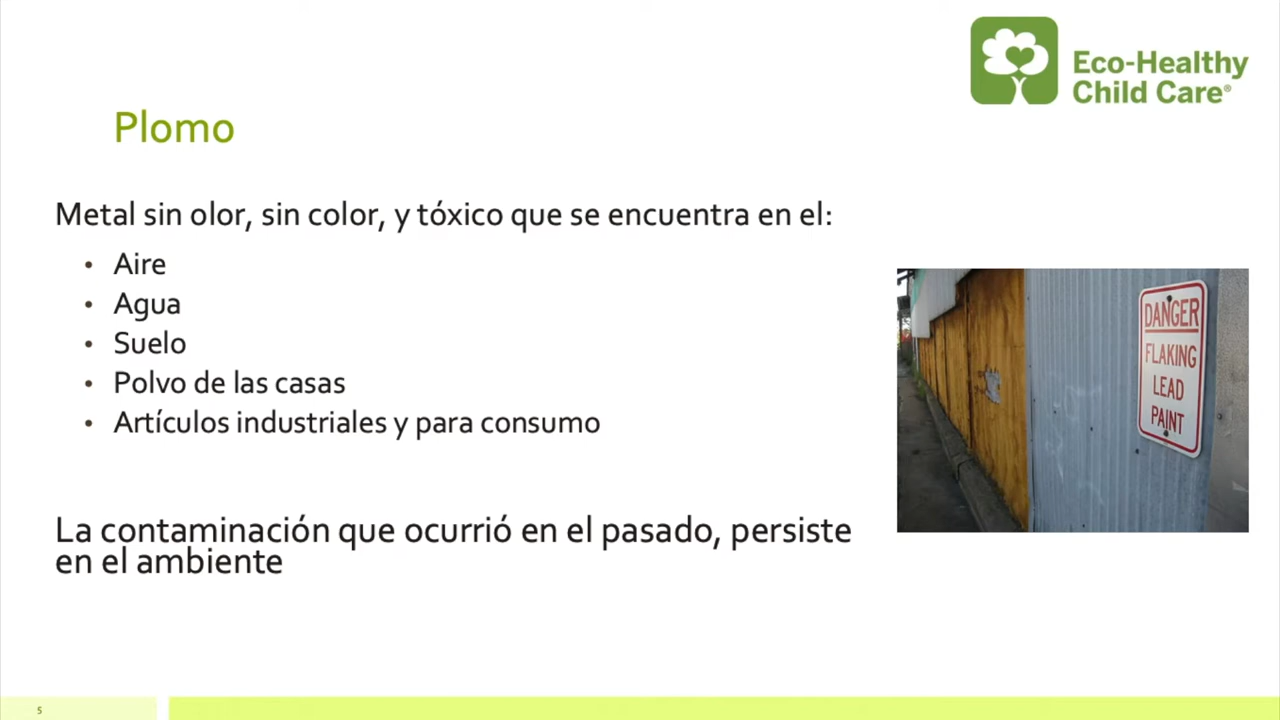 Eco-Healthy
Child Care®
Plomo
Metal sin olor, sin color, y tóxico que se encuentra en el:
• Aire
• Agua
• Suelo
• Polvo de las casas
• Artículos industriales y para consumo
DANGER
FLAKING
LEAD
PAINT
La contaminación que ocurrió en el pasado, persiste
en el ambiente
5